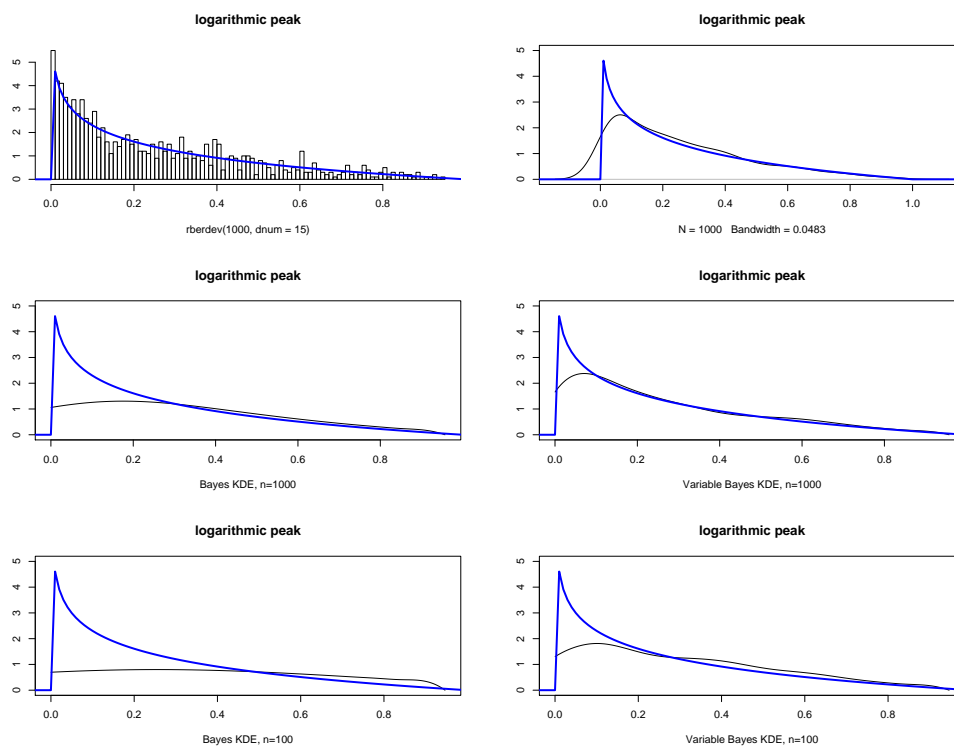 logarithmic peak
5
4
3
2
1
0
0.0 0.2 0.4 0.6 0.8
rberdev(1000, dnum = 15)
logarithmic peak
5
4
3
2
1
0
0.0 0.2 0.4 0.6 0.8 1.0
N = 1000 Bandwidth = 0.0483
logarithmic peak
5
4
3
2
1
0
0.0 0.2 0.4 0.6 0.8
Bayes KDE, n=1000
logarithmic peak
5
4
3
2
1
0
0.0 0.2 0.4 0.6 0.8
Variable Bayes KDE, n=1000
logarithmic peak
5
4
3
2
1
0
0.0 0.2 0.4 0.6 0.8
Bayes KDE, n=100
logarithmic peak
5
4
3
2
1
0
0.0 0.2 0.4 0.6 0.8
Variable Bayes KDE, n=100